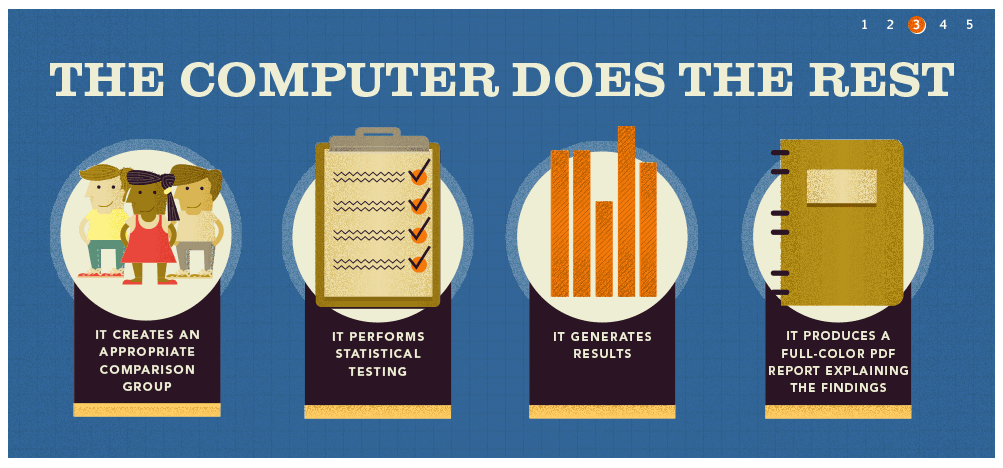 1 2 3 4 5
THE COMPUTER DOES THE REST
IT CREATES AN
APPROPRIATE
COMPARISON
GROUP
IT PERFORMS
STATISTICAL
TESTING
IT GENERATES
RESULTS
IT PRODUCES A
FULL-COLOR PDF
REPORT EXPLAINING
THE FINDINGS